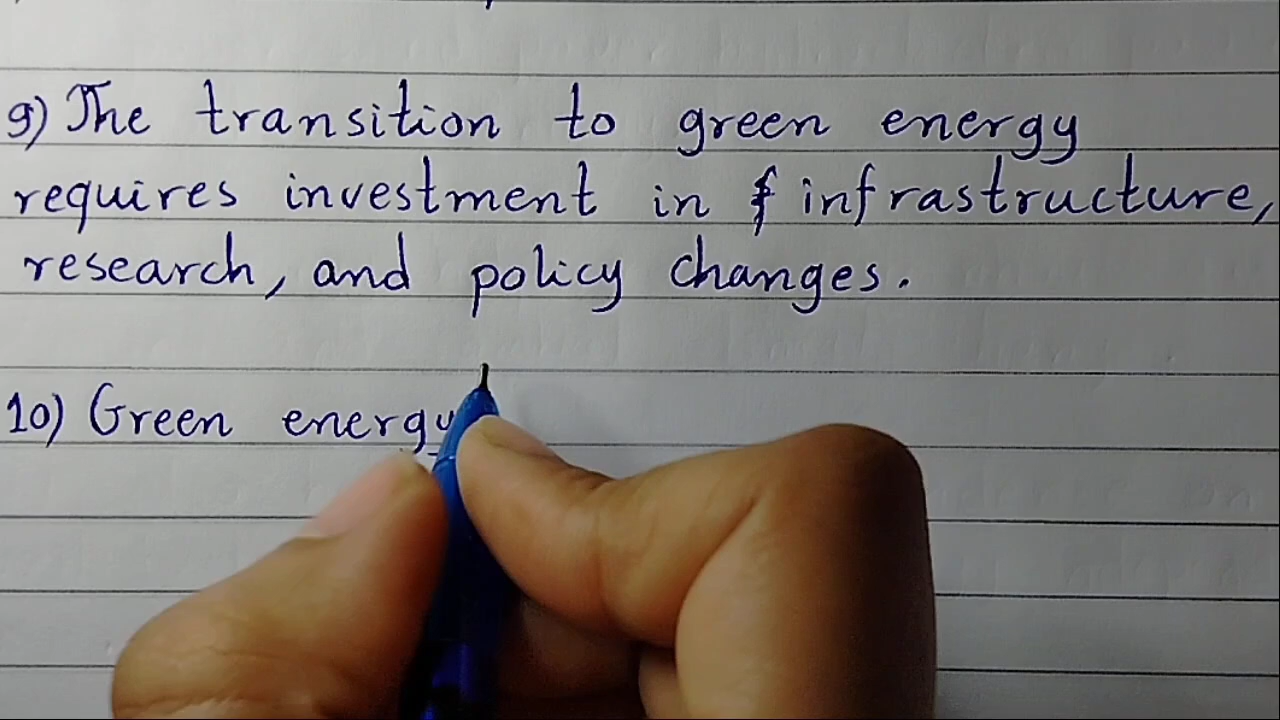 9) The transition to green energy
requires investment in infrastructure,
research, and policy changes.
10) Green energy